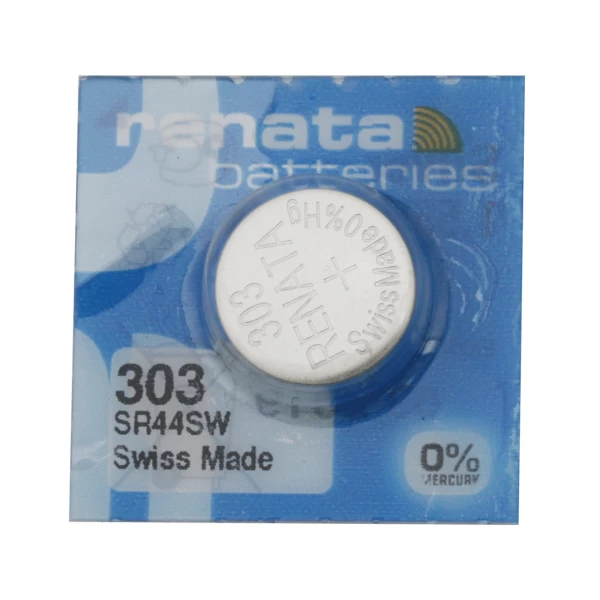 renata
batteries
303
RENATA
Swiss Made 0%Hg
+
303
SR44SW
Swiss Made
0%
MERCURY